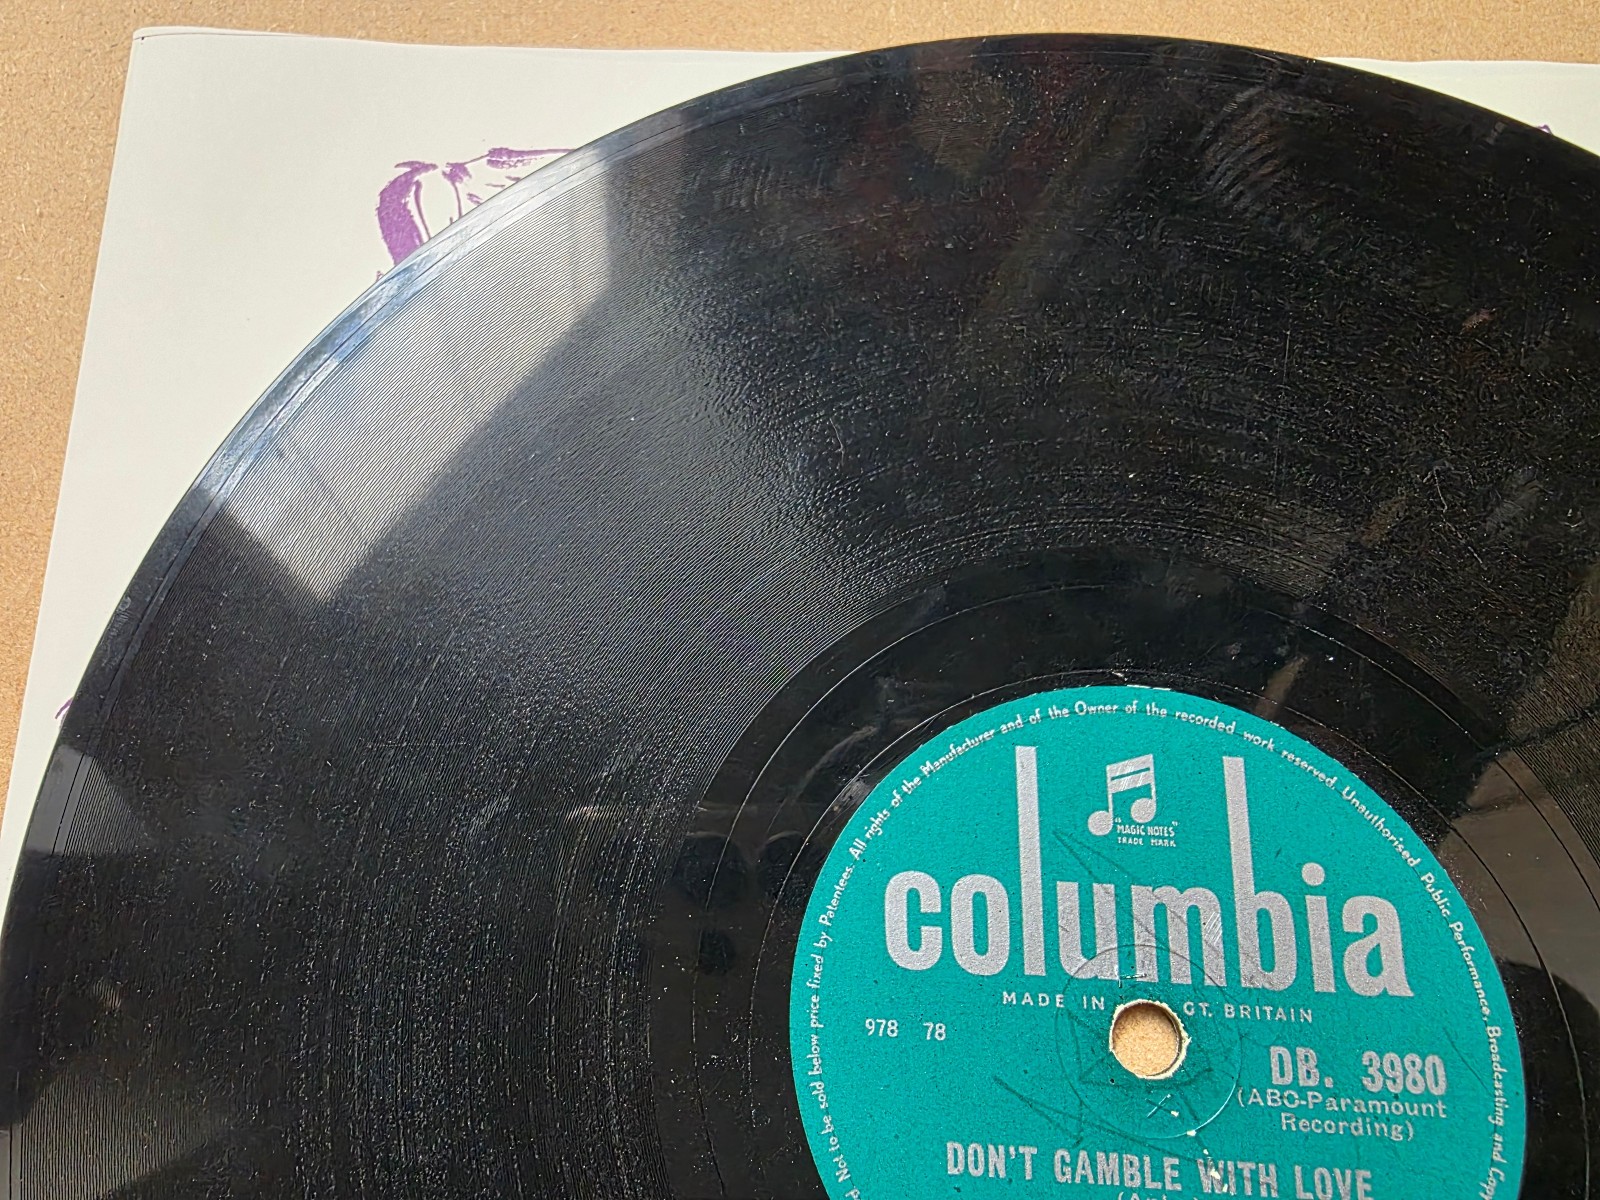 d Not to be sold below price fixed by Patentees. All rights of the Manufacturer and of the Owner of the recorded work reserved. Unauthorised Public Performance, Broadcasting and Copy
"MAGIC NOTES"
TRADE MARK
columbia
MADE IN GT. BRITAIN
978 78
DB. 3980
(ABC-Paramount
Recording)
DON'T GAMBLE WITH LOVE